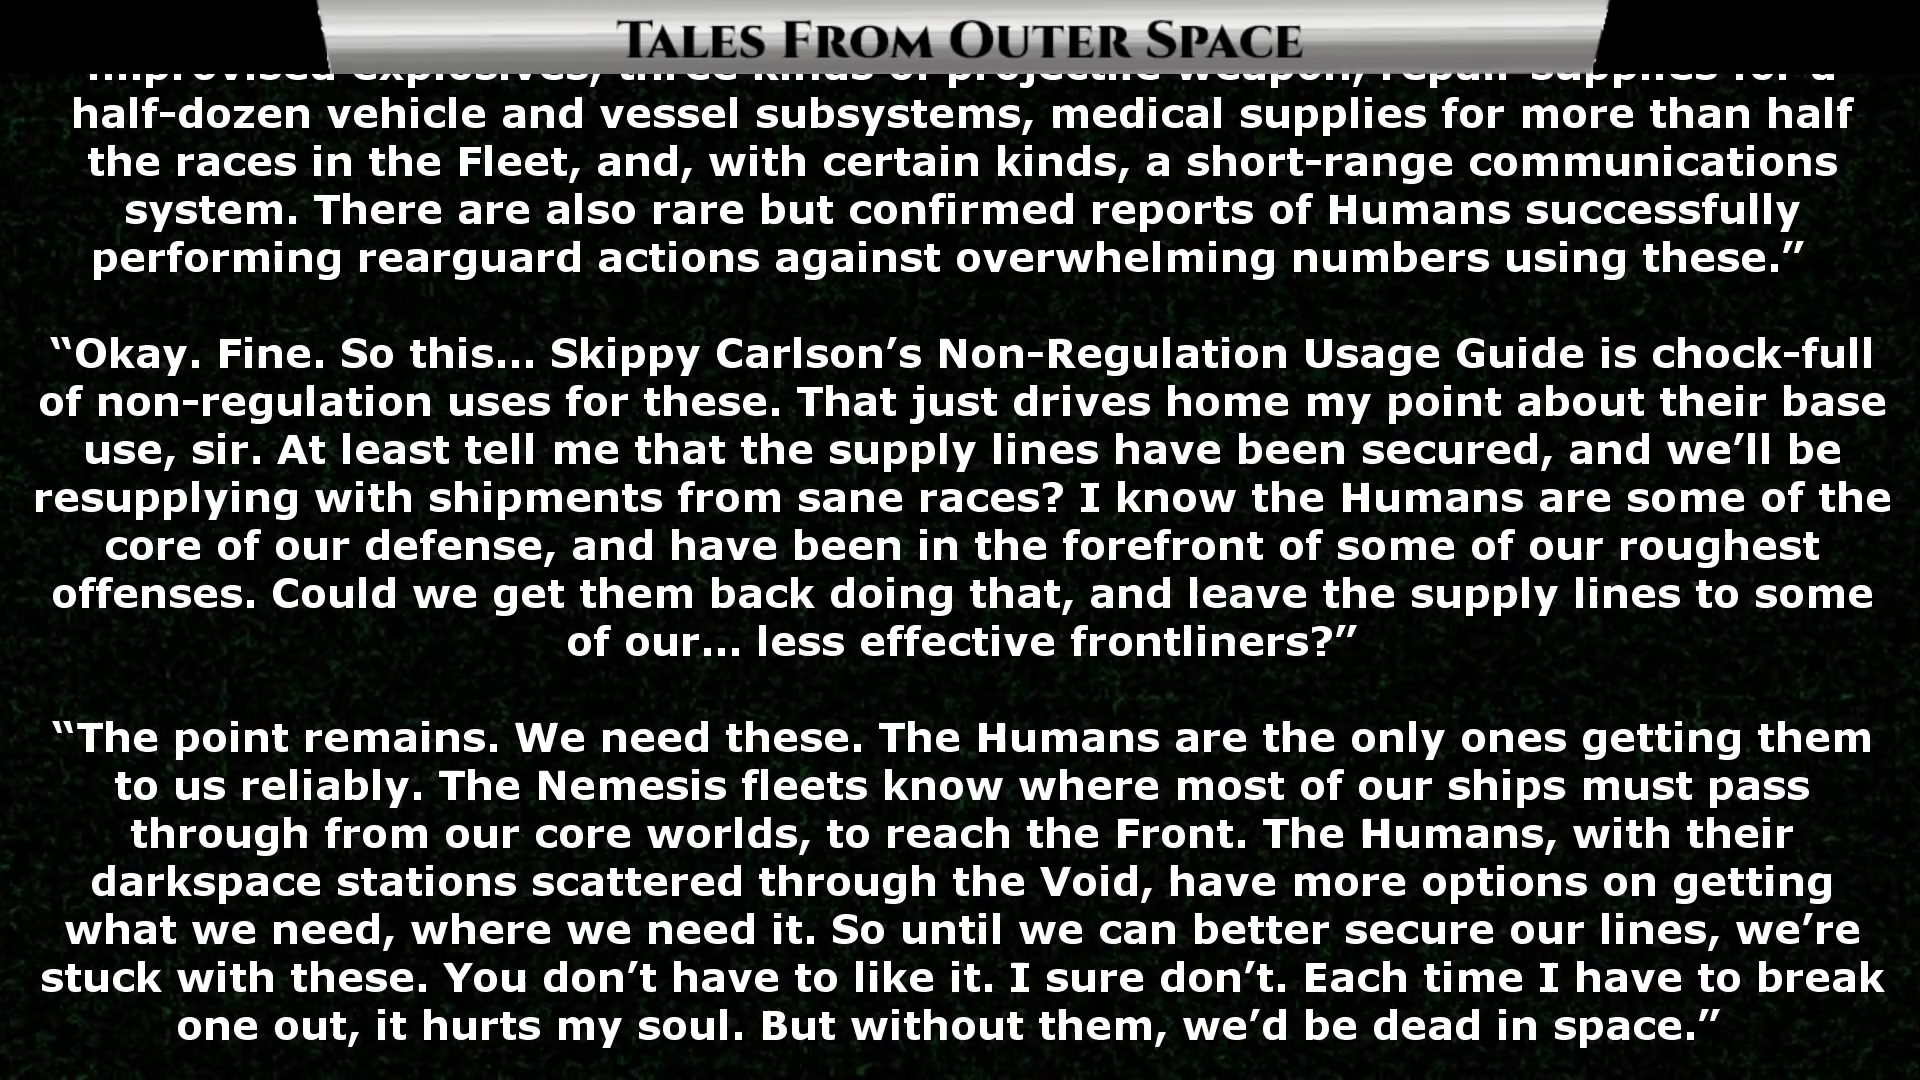 Tales From Outer Space
improvised explosives, three kinds of projectile weapon, repair supplies for a
half-dozen vehicle and vessel subsystems, medical supplies for more than half
the races in the Fleet, and, with certain kinds, a short-range communications
system. There are also rare but confirmed reports of Humans successfully
performing rearguard actions against overwhelming numbers using these.”
“Okay. Fine. So this... Skippy Carlson’s Non-Regulation Usage Guide is chock-full
of non-regulation uses for these. That just drives home my point about their base
use, sir. At least tell me that the supply lines have been secured, and we’ll be
resupplying with shipments from sane races? I know the Humans are some of the
core of our defense, and have been in the forefront of some of our roughest
offenses. Could we get them back doing that, and leave the supply lines to some
of our... less effective frontliners?”
“The point remains. We need these. The Humans are the only ones getting them
to us reliably. The Nemesis fleets know where most of our ships must pass
through from our core worlds, to reach the Front. The Humans, with their
darkspace stations scattered through the Void, have more options on getting
what we need, where we need it. So until we can better secure our lines, we’re
stuck with these. You don’t have to like it. I sure don’t. Each time I have to break
one out, it hurts my soul. But without them, we’d be dead in space.”